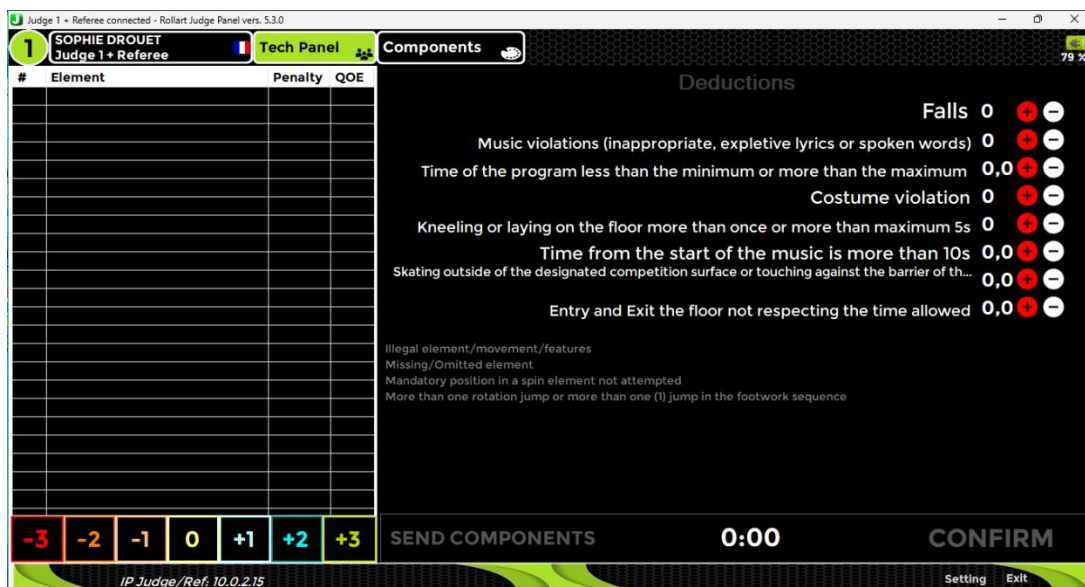 Judge 1 + Referee connected - Rollart Judge Panel vers. 5.3.0
1
SOPHIE DROUET
Judge 1 + Referee
Tech Panel
Components
79 %
# Element Penalty QOE
Deductions
Falls 0 + −
Music violations (inappropriate, expletive lyrics or spoken words) 0 + −
Time of the program less than the minimum or more than the maximum 0,0 + −
Costume violation 0 + −
Kneeling or laying on the floor more than once or more than maximum 5s 0 + −
Time from the start of the music is more than 10s 0,0 + −
Skating outside of the designated competition surface or touching against the barrier of th... 0,0 + −
Entry and Exit the floor not respecting the time allowed 0,0 + −
Illegal element/movement/features
Missing/Omitted element
Mandatory position in a spin element not attempted
More than one rotation jump or more than one (1) jump in the footwork sequence
-3 -2 -1 0 +1 +2 +3
SEND COMPONENTS 0:00 CONFIRM
IP Judge/Ref: 10.0.2.15
Setting Exit